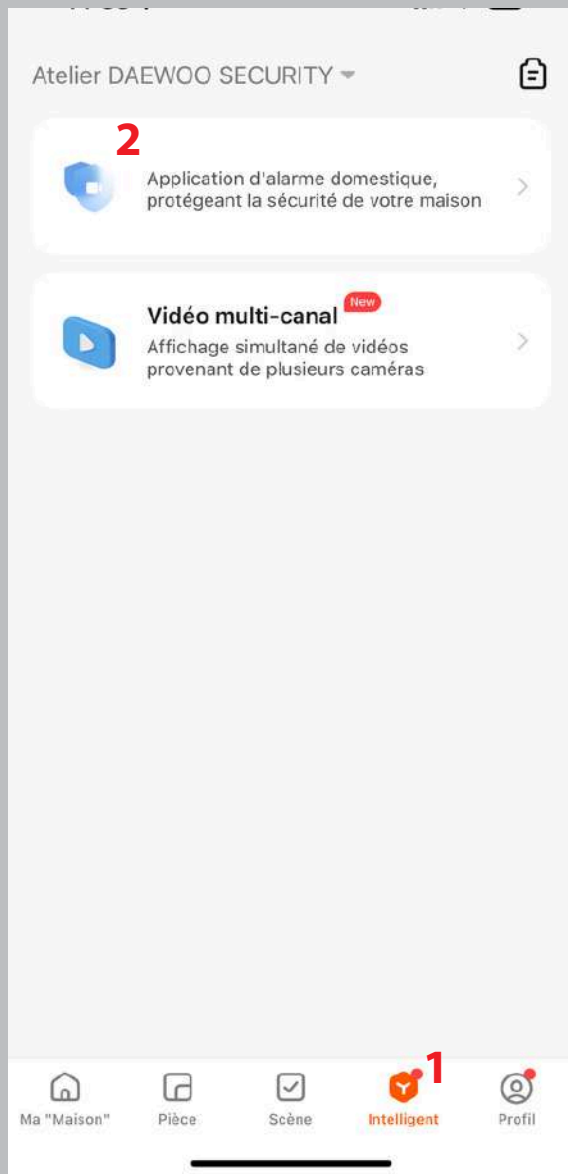 Atelier DAEWOO SECURITY
2
Application d'alarme domestique,
protégeant la sécurité de votre maison
Vidéo multi-canal New
Affichage simultané de vidéos
provenant de plusieurs caméras
1
Ma "Maison" Pièce Scène Intelligent Profil